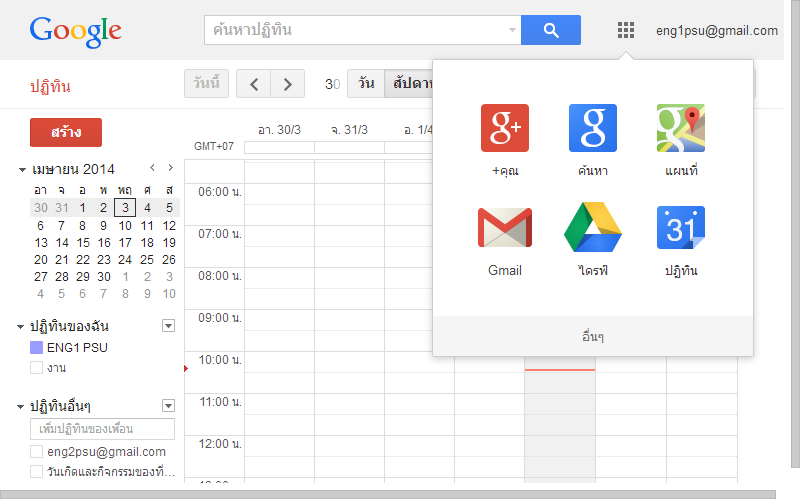 Google
ค้นหาปฏิทิน
eng1psu@gmail.com
ปฏิทิน
วันนี้
30
วัน
สัปดา
สร้าง
GMT+07
อา. 30/3
จ. 31/3
อ. 1/4
เมษายน 2014
อา จ อ พ พฤ ศ ส
30 31 1 2 3 4 5
6 7 8 9 10 11 12
13 14 15 16 17 18 19
20 21 22 23 24 25 26
27 28 29 30 1 2 3
4 5 6 7 8 9 10
ปฏิทินของฉัน
ENG1 PSU
งาน
ปฏิทินอื่นๆ
เพิ่มปฏิทินของเพื่อน
eng2psu@gmail.com
วันเกิดและกิจกรรมของที่...
06:00 น.
07:00 น.
08:00 น.
09:00 น.
10:00 น.
11:00 น.
12:00 น.
+คุณ
ค้นหา
แผนที่
Gmail
ไดรฟ์
31
ปฏิทิน
อื่นๆ